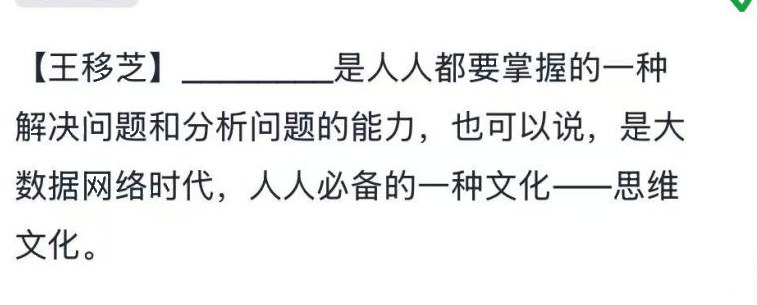 【王移芝】_________是人人都要掌握的一种
解决问题和分析问题的能力，也可以说，是大
数据网络时代，人人必备的一种文化——思维
文化。